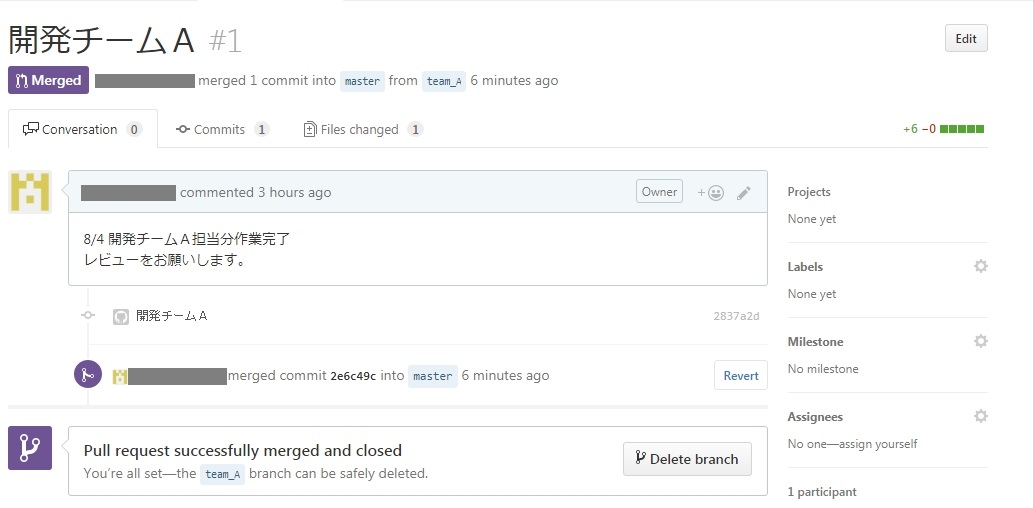 開発チームA #1
Edit
Merged merged 1 commit into master from team_A 6 minutes ago
Conversation 0 Commits 1 Files changed 1 +6 −0
commented 3 hours ago Owner +
8/4 開発チームA担当分作業完了
レビューをお願いします。
開発チームA 2837a2d
merged commit 2e6c49c into master 6 minutes ago Revert
Pull request successfully merged and closed
You're all set—the team_A branch can be safely deleted.
Delete branch
Projects
None yet
Labels
None yet
Milestone
No milestone
Assignees
No one—assign yourself
1 participant